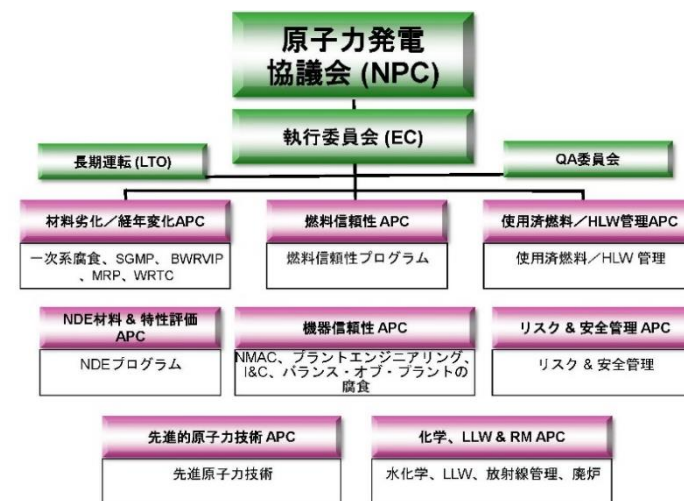 原子力発電
協議会 (NPC)
執行委員会 (EC)
長期運転 (LTO)
QA委員会
材料劣化／経年変化APC
一次系腐食、SGMP、BWRVIP
、MRP、WRTC
燃料信頼性 APC
燃料信頼性プログラム
使用済燃料／HLW管理APC
使用済燃料／HLW 管理
NDE材料 & 特性評価
APC
NDEプログラム
機器信頼性 APC
NMAC、プラントエンジニアリング、
I&C、バランス・オブ・プラントの
腐食
リスク & 安全管理 APC
リスク & 安全管理
先進的原子力技術 APC
先進原子力技術
化学、LLW & RM APC
水化学、LLW、放射線管理、廃炉